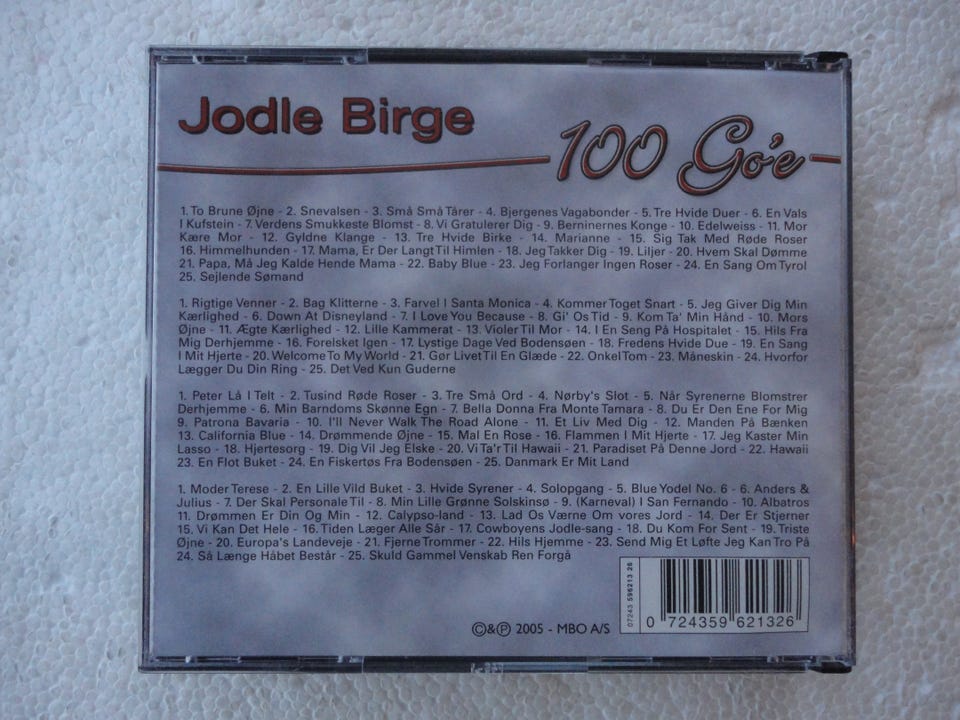 Jodle Birge
100 Go'e
1. To Brune Øjne - 2. Snevalsen - 3. Små Små Tårer - 4. Bjergenes Vagabonder - 5. Tre Hvide Duer - 6. En Vals
I Kufstein - 7. Verdens Smukkeste Blomst - 8. Vi Gratulerer Dig - 9. Berninernes Konge - 10. Edelweiss - 11. Mor
Kære Mor - 12. Gyldne Klange - 13. Tre Hvide Birke - 14. Marianne - 15. Sig Tak Med Røde Roser
16. Himmelhunden - 17. Mama, Er Der Langt Til Himlen - 18. Jeg Takker Dig - 19. Liljer - 20. Hvem Skal Dømme
21. Papa, Må Jeg Kalde Hende Mama - 22. Baby Blue - 23. Jeg Forlanger Ingen Roser - 24. En Sang Om Tyrol
25. Sejlende Sømand
1. Rigtige Venner - 2. Bag Klitterne - 3. Farvel I Santa Monica - 4. Kommer Toget Snart - 5. Jeg Giver Dig Min
Kærlighed - 6. Down At Disneyland - 7. I Love You Because - 8. Gi' Os Tid - 9. Kom Ta' Min Hånd - 10. Mors
Øjne - 11. Ægte Kærlighed - 12. Lille Kammerat - 13. Violer Til Mor - 14. I En Seng På Hospitalet - 15. Hils Fra
Mig Derhjemme - 16. Forelsket Igen - 17. Lystige Dage Ved Bodensøen - 18. Fredens Hvide Due - 19. En Sang
I Mit Hjerte - 20. Welcome To My World - 21. Gør Livet Til En Glæde - 22. Onkel Tom - 23. Måneskin - 24. Hvorfor
Lægger Du Din Ring - 25. Det Ved Kun Guderne
1. Peter Lå I Telt - 2. Tusind Røde Roser - 3. Tre Små Ord - 4. Nørby's Slot - 5. Når Syrenerne Blomstrer
Derhjemme - 6. Min Barndoms Skønne Egn - 7. Bella Donna Fra Monte Tamara - 8. Du Er Den Ene For Mig
9. Patrona Bavaria - 10. I'll Never Walk The Road Alone - 11. Et Liv Med Dig - 12. Manden På Bænken
13. California Blue - 14. Drømmende Øjne - 15. Mal En Rose - 16. Flammen I Mit Hjerte - 17. Jeg Kaster Min
Lasso - 18. Hjertesorg - 19. Dig Vil Jeg Elske - 20. Vi Ta'r Til Hawaii - 21. Paradiset På Denne Jord - 22. Hawaii
23. En Flot Buket - 24. En Fiskertøs Fra Bodensøen - 25. Danmark Er Mit Land
1. Moder Terese - 2. En Lille Vild Buket - 3. Hvide Syrener - 4. Solopgang - 5. Blue Yodel No. 6 - 6. Anders &
Julius - 7. Der Skal Personale Til - 8. Min Lille Grønne Solskinsø - 9. (Karneval) I San Fernando - 10. Albatros
11. Drømmen Er Din Og Min - 12. Calypso-land - 13. Lad Os Værne Om Vores Jord - 14. Der Er Stjerner
15. Vi Kan Det Hele - 16. Tiden Læger Alle Sår - 17. Cowboyens Jodle-sang - 18. Du Kom For Sent - 19. Triste
Øjne - 20. Europa's Landeveje - 21. Fjerne Trommer - 22. Hils Hjemme - 23. Send Mig Et Løfte Jeg Kan Tro På
24. Så Længe Håbet Består - 25. Skuld Gammel Venskab Ren Forgå
©&℗ 2005 - MBO A/S
07243 596213 26
0 724359 621326